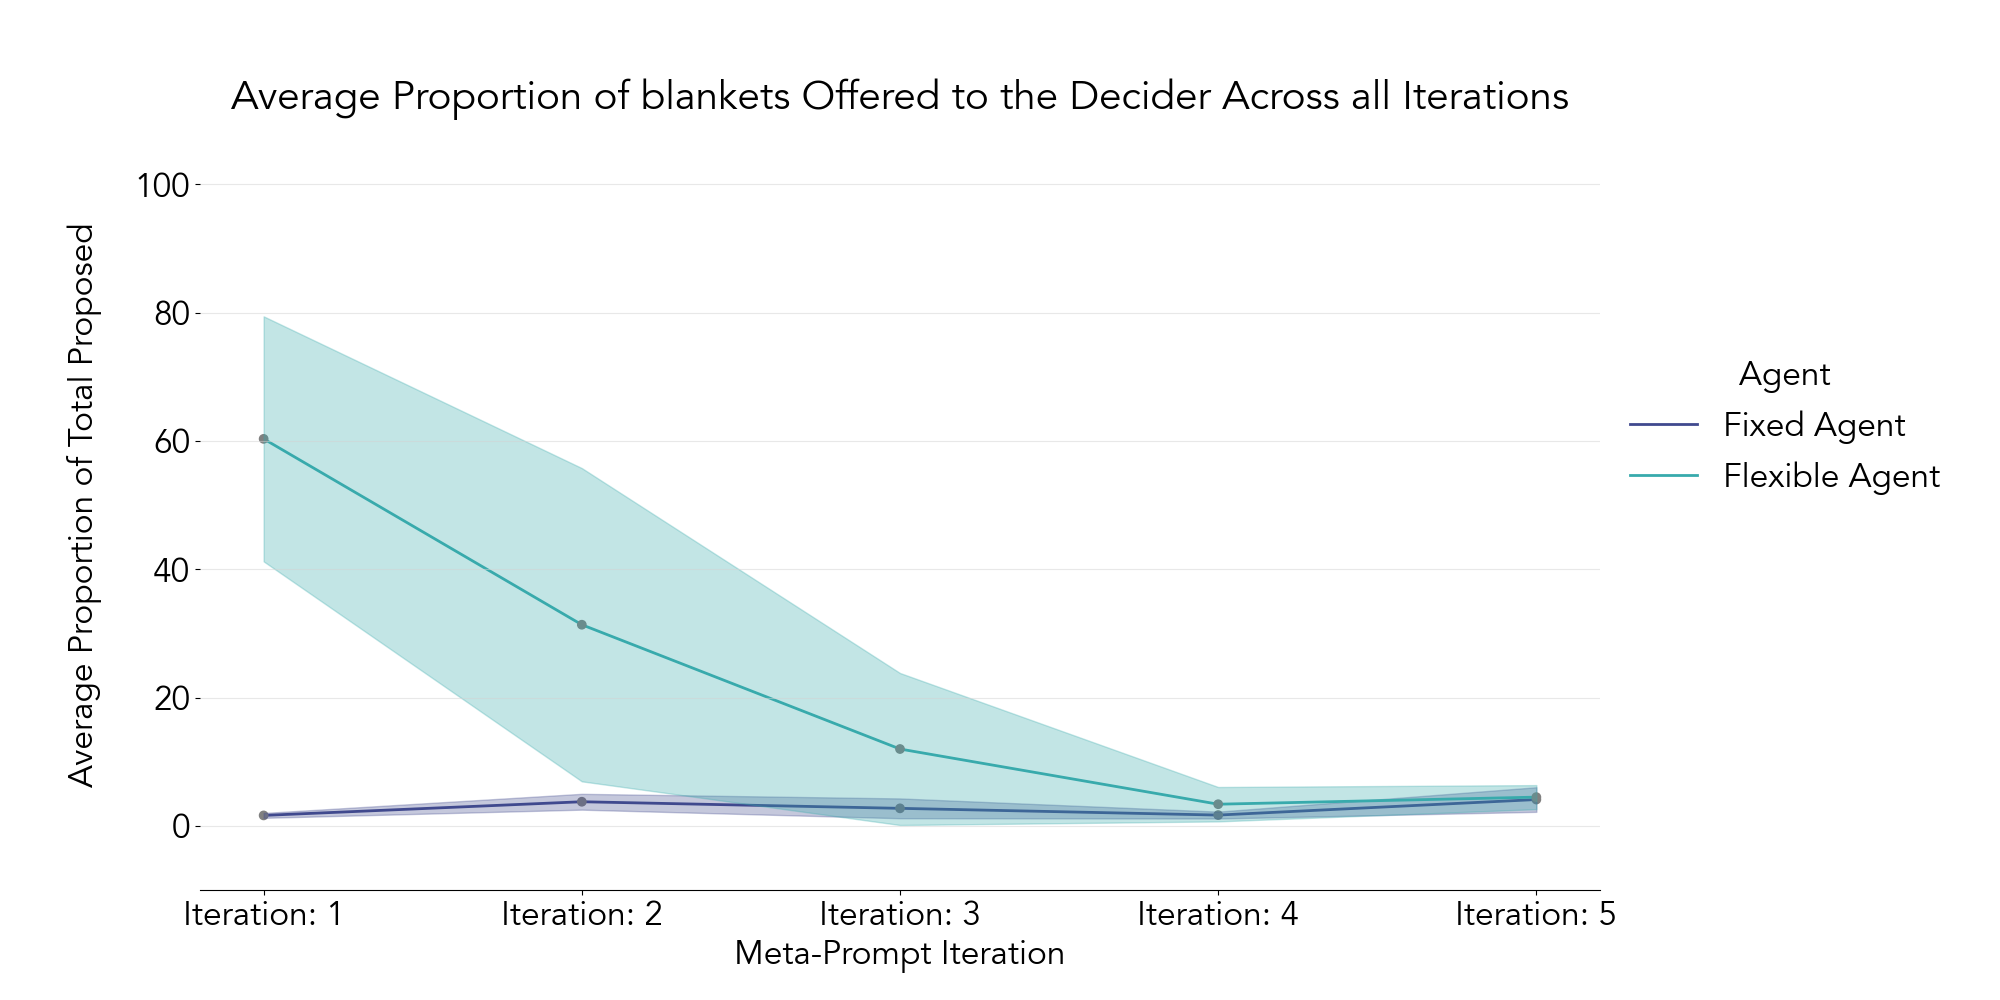 Average Proportion of blankets Offered to the Decider Across all Iterations
Average Proportion of Total Proposed
100
80
60
40
20
0
Iteration: 1
Iteration: 2
Iteration: 3
Iteration: 4
Iteration: 5
Meta-Prompt Iteration
Agent
Fixed Agent
Flexible Agent